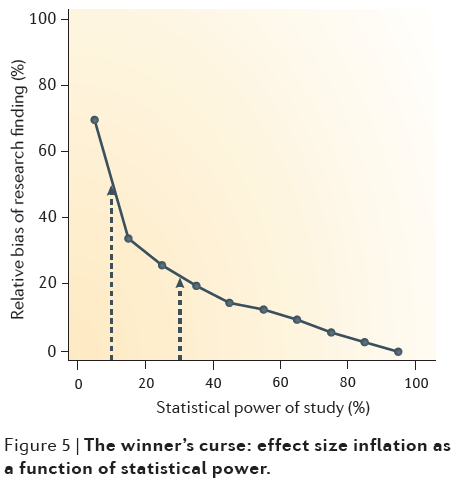 100
80
60
40
20
0
Relative bias of research finding (%)
0 20 40 60 80 100
Statistical power of study (%)
Figure 5 | The winner's curse: effect size inflation as
a function of statistical power.